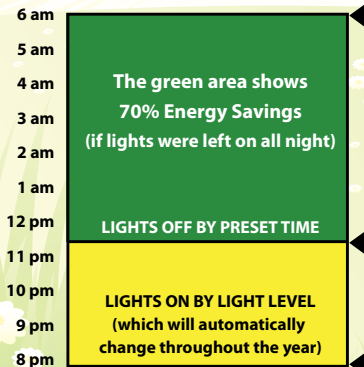 6 am
5 am
4 am
3 am
2 am
1 am
12 pm
11 pm
10 pm
9 pm
8 pm
The green area shows
70% Energy Savings
(if lights were left on all night)
LIGHTS OFF BY PRESET TIME
LIGHTS ON BY LIGHT LEVEL
(which will automatically
change throughout the year)